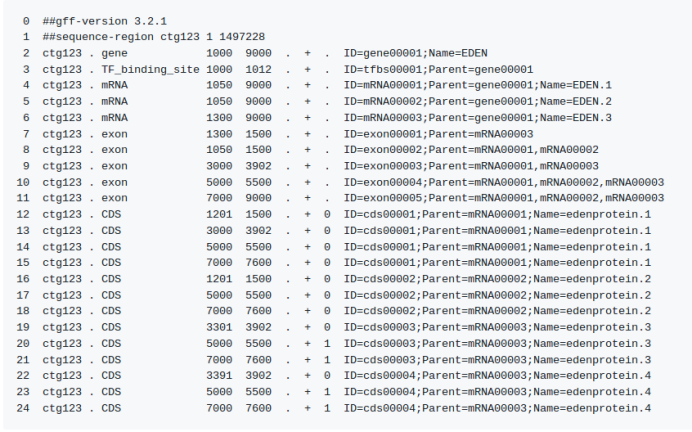 0 ##gff-version 3.2.1
1 ##sequence-region ctg123 1 1497228
2 ctg123 . gene 1000 9000 . + . ID=gene00001;Name=EDEN
3 ctg123 . TF_binding_site 1000 1012 . + . ID=tfbs00001;Parent=gene00001
4 ctg123 . mRNA 1050 9000 . + . ID=mRNA00001;Parent=gene00001;Name=EDEN.1
5 ctg123 . mRNA 1050 9000 . + . ID=mRNA00002;Parent=gene00001;Name=EDEN.2
6 ctg123 . mRNA 1300 9000 . + . ID=mRNA00003;Parent=gene00001;Name=EDEN.3
7 ctg123 . exon 1300 1500 . + . ID=exon00001;Parent=mRNA00003
8 ctg123 . exon 1050 1500 . + . ID=exon00002;Parent=mRNA00001,mRNA00002
9 ctg123 . exon 3000 3902 . + . ID=exon00003;Parent=mRNA00001,mRNA00003
10 ctg123 . exon 5000 5500 . + . ID=exon00004;Parent=mRNA00001,mRNA00002,mRNA00003
11 ctg123 . exon 7000 9000 . + . ID=exon00005;Parent=mRNA00001,mRNA00002,mRNA00003
12 ctg123 . CDS 1201 1500 . + 0 ID=cds00001;Parent=mRNA00001;Name=edenprotein.1
13 ctg123 . CDS 3000 3902 . + 0 ID=cds00001;Parent=mRNA00001;Name=edenprotein.1
14 ctg123 . CDS 5000 5500 . + 0 ID=cds00001;Parent=mRNA00001;Name=edenprotein.1
15 ctg123 . CDS 7000 7600 . + 0 ID=cds00001;Parent=mRNA00001;Name=edenprotein.1
16 ctg123 . CDS 1201 1500 . + 0 ID=cds00002;Parent=mRNA00002;Name=edenprotein.2
17 ctg123 . CDS 5000 5500 . + 0 ID=cds00002;Parent=mRNA00002;Name=edenprotein.2
18 ctg123 . CDS 7000 7600 . + 0 ID=cds00002;Parent=mRNA00002;Name=edenprotein.2
19 ctg123 . CDS 3301 3902 . + 0 ID=cds00003;Parent=mRNA00003;Name=edenprotein.3
20 ctg123 . CDS 5000 5500 . + 1 ID=cds00003;Parent=mRNA00003;Name=edenprotein.3
21 ctg123 . CDS 7000 7600 . + 1 ID=cds00003;Parent=mRNA00003;Name=edenprotein.3
22 ctg123 . CDS 3391 3902 . + 0 ID=cds00004;Parent=mRNA00003;Name=edenprotein.4
23 ctg123 . CDS 5000 5500 . + 1 ID=cds00004;Parent=mRNA00003;Name=edenprotein.4
24 ctg123 . CDS 7000 7600 . + 1 ID=cds00004;Parent=mRNA00003;Name=edenprotein.4